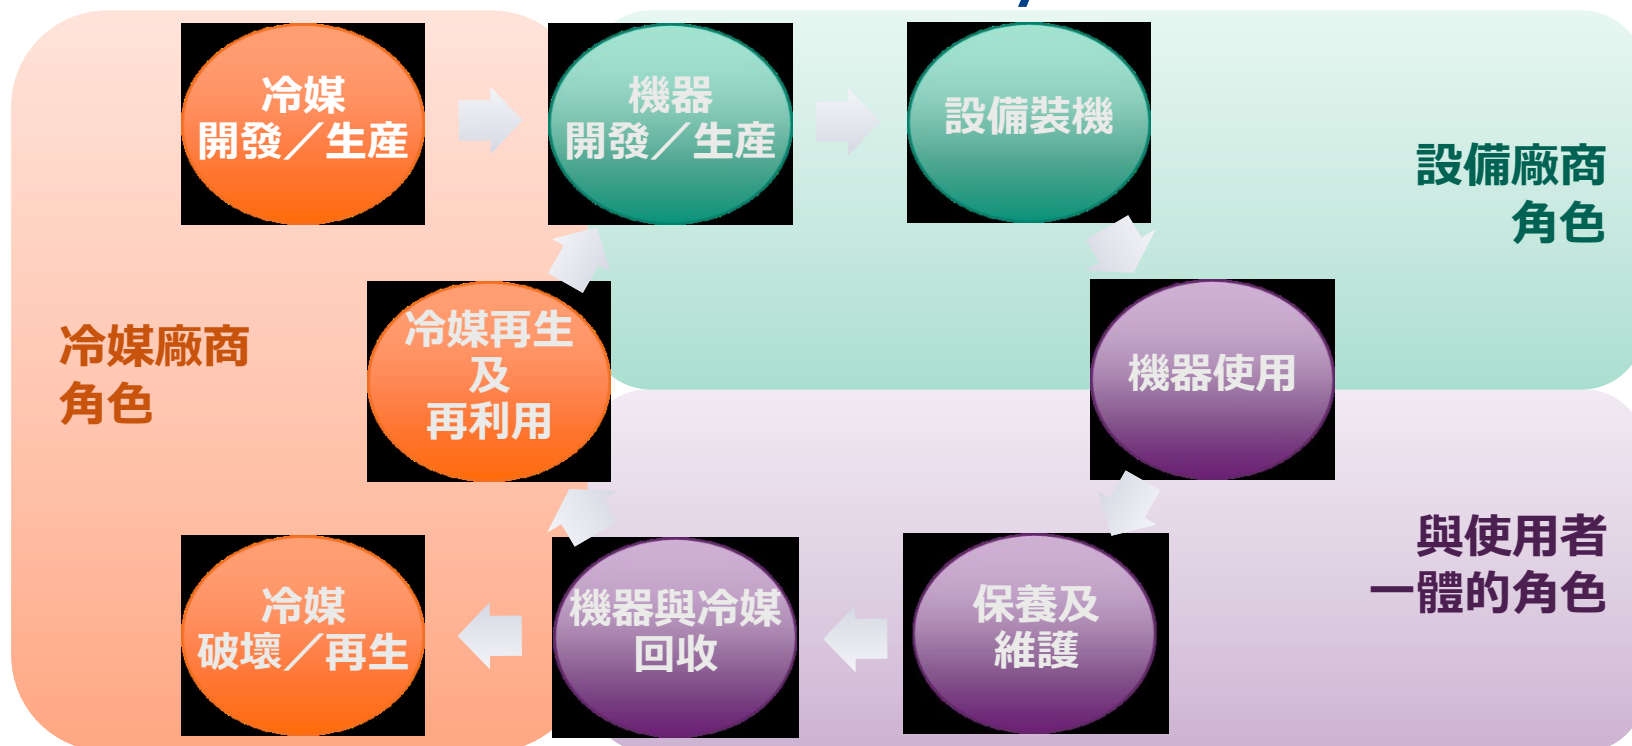 冷媒
開發／生産
機器
開發／生産
設備裝機
設備廠商
角色
冷媒廠商
角色
冷媒再生
及
再利用
機器使用
與使用者
一體的角色
冷媒
破壞／再生
機器與冷媒
回收
保養及
維護